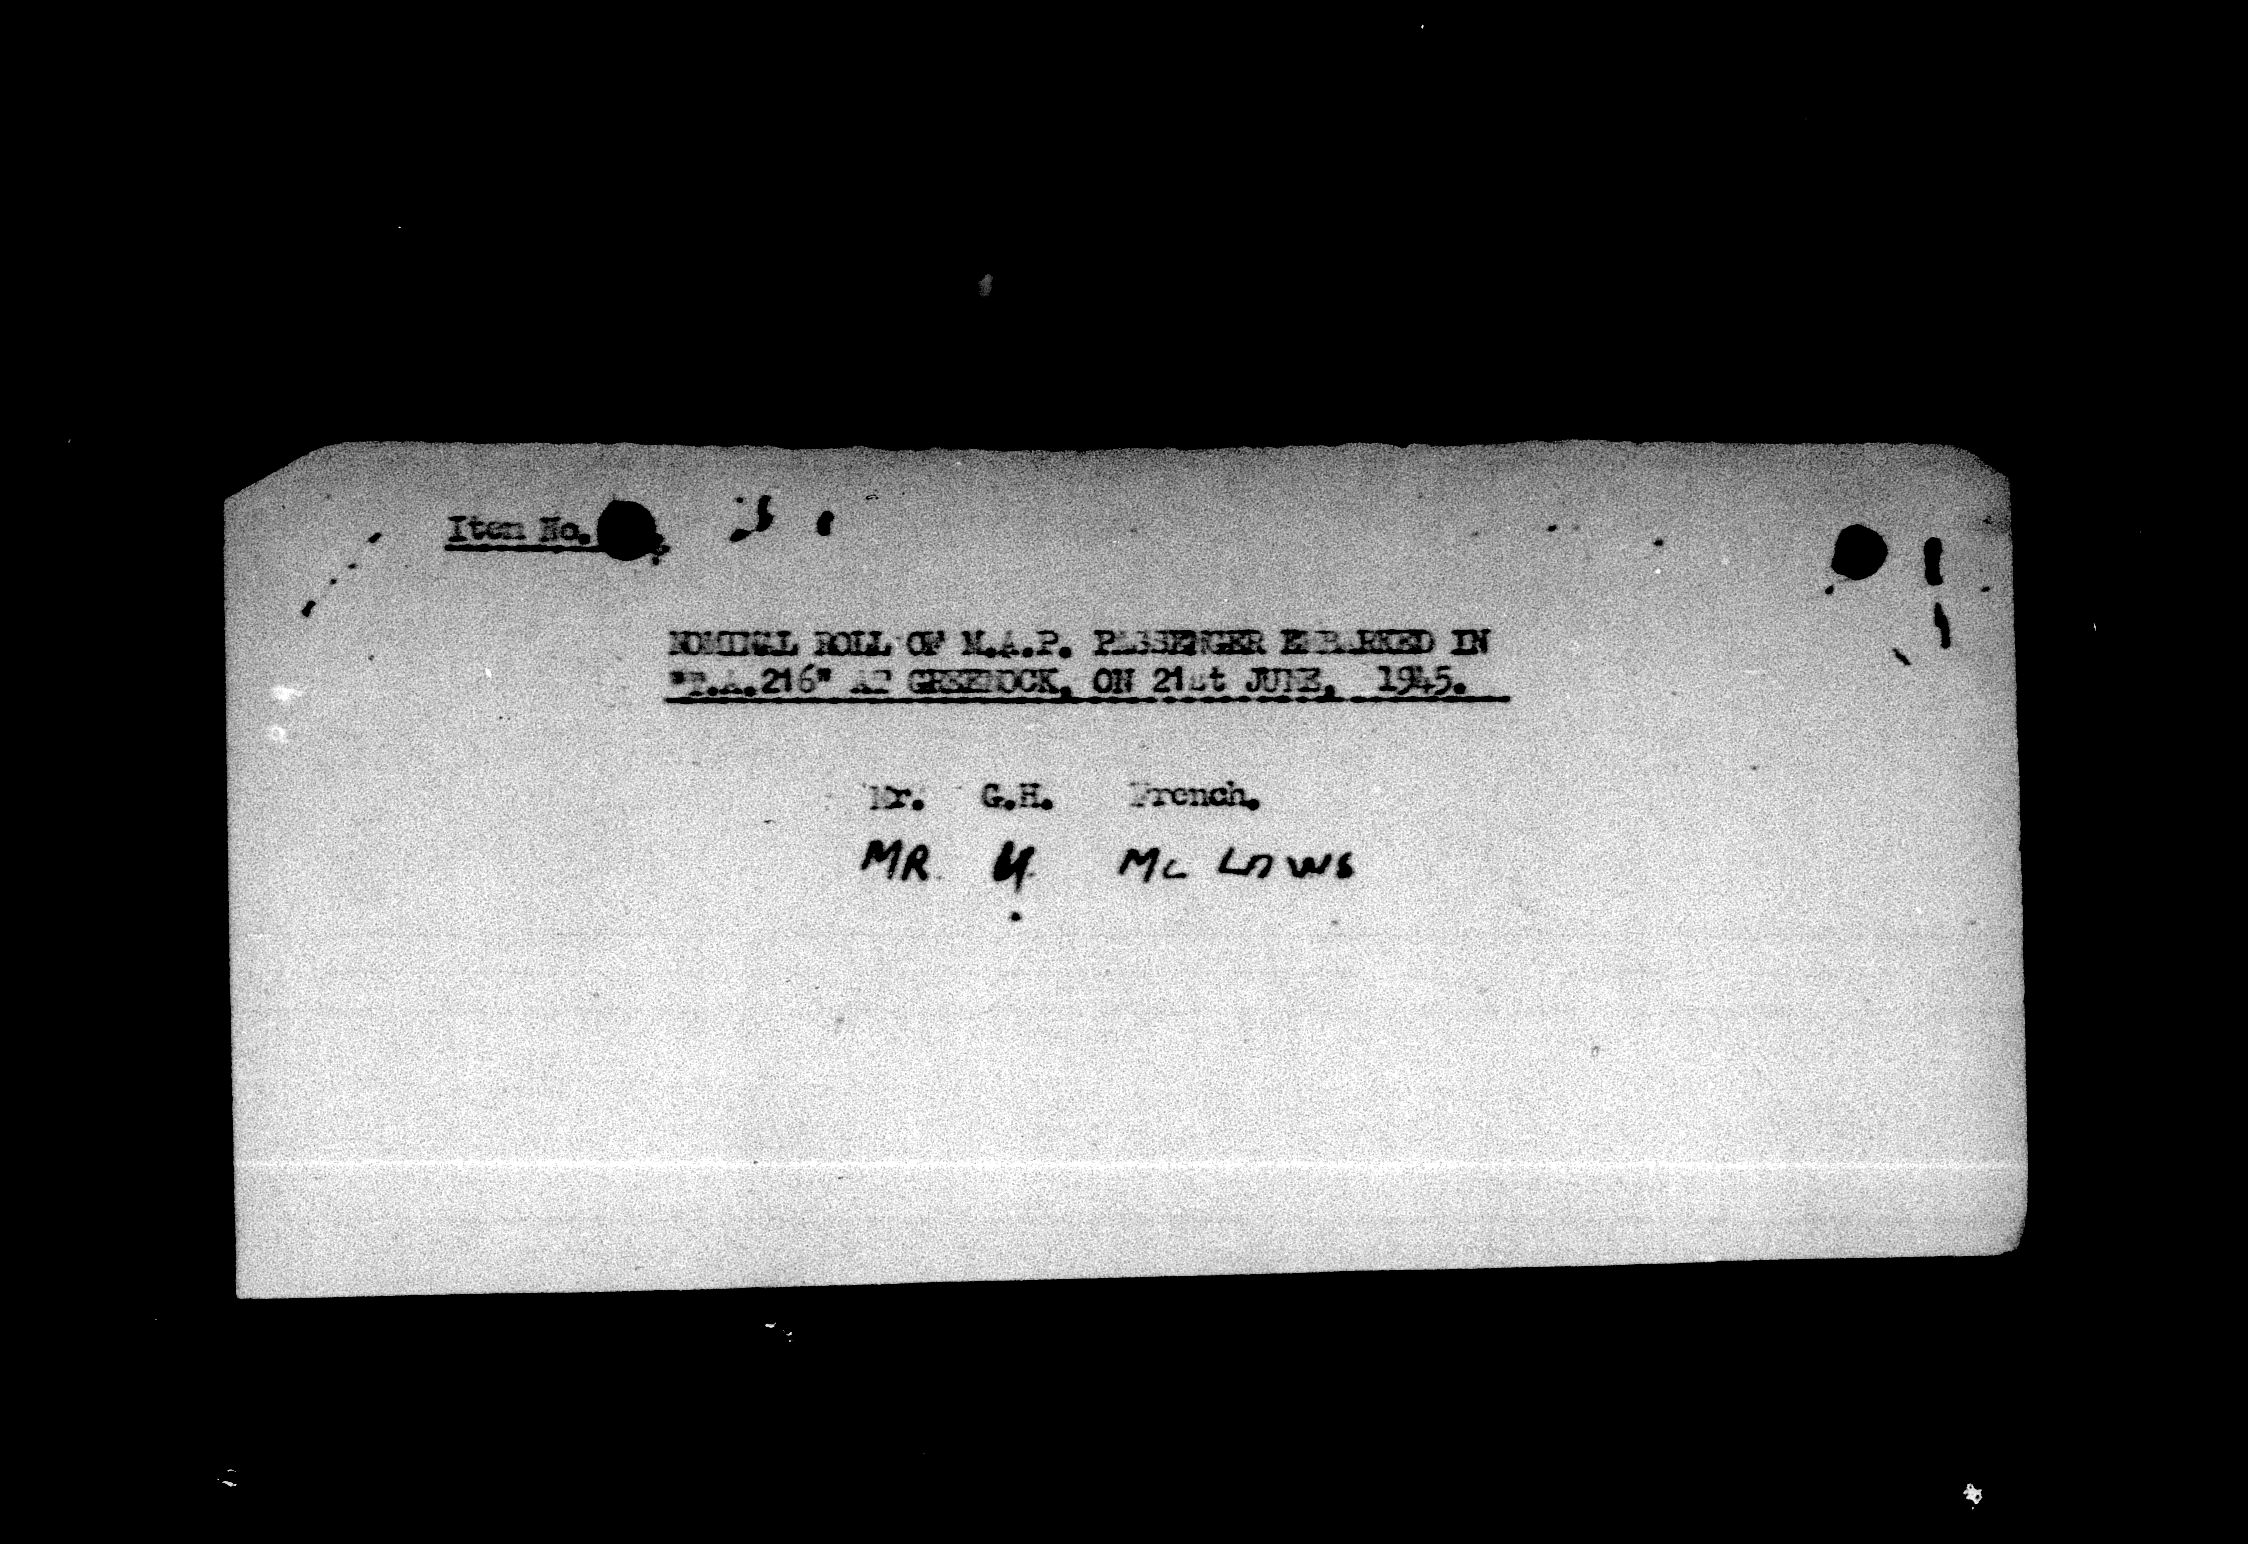 Item No.
NOMINAL ROLL OF M.A.P. PASSENGER EMBARKED IN
216" AT GREENOCK, ON 21st JUNE, 1945.
Mr. G.H. French.
MR Mc